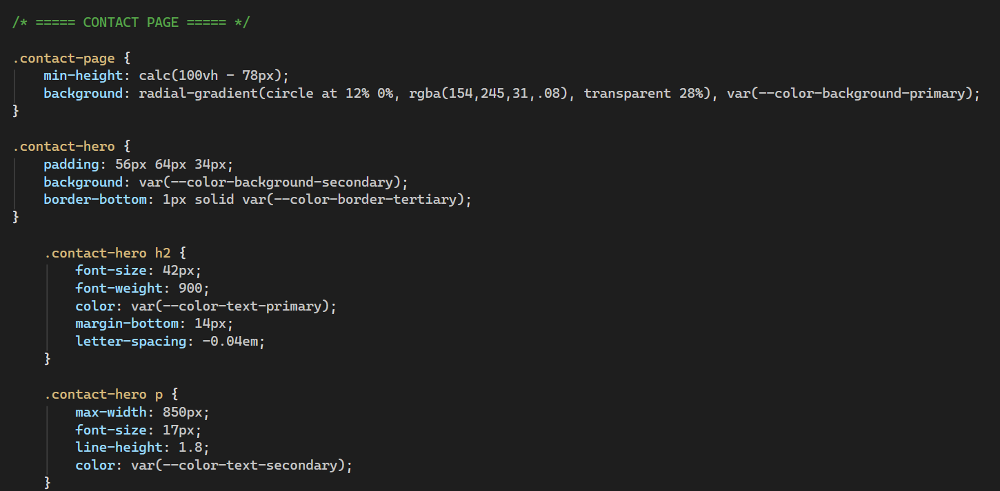 /* ===== CONTACT PAGE ===== */
.contact-page {
min-height: calc(100vh - 78px);
background: radial-gradient(circle at 12% 0%, rgba(154,245,31,.08), transparent 28%), var(--color-background-primary);
}
.contact-hero {
padding: 56px 64px 34px;
background: var(--color-background-secondary);
border-bottom: 1px solid var(--color-border-tertiary);
}
.contact-hero h2 {
font-size: 42px;
font-weight: 900;
color: var(--color-text-primary);
margin-bottom: 14px;
letter-spacing: -0.04em;
}
.contact-hero p {
max-width: 850px;
font-size: 17px;
line-height: 1.8;
color: var(--color-text-secondary);
}